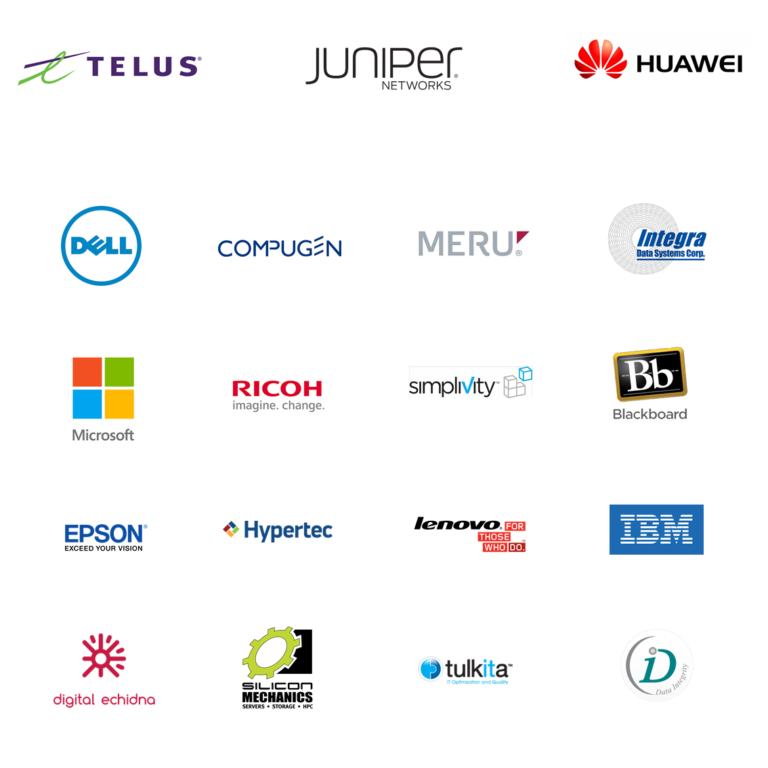 TELUS®
JUNIPEr®
NETWORKS
HUAWEI
DELL
COMPUGEN
MERU®
Integra
Data Systems Corp.
Microsoft
RICOH
imagine. change.
simplivity™
Bb
Blackboard
EPSON®
EXCEED YOUR VISION
Hypertec
lenovo®
FOR
THOSE
WHO DO.
IBM
digital echidna
SILICON
MECHANICS
SERVERS • STORAGE • HPC
tulkita™
IT Optimization and Quality
iD
Data Integrity